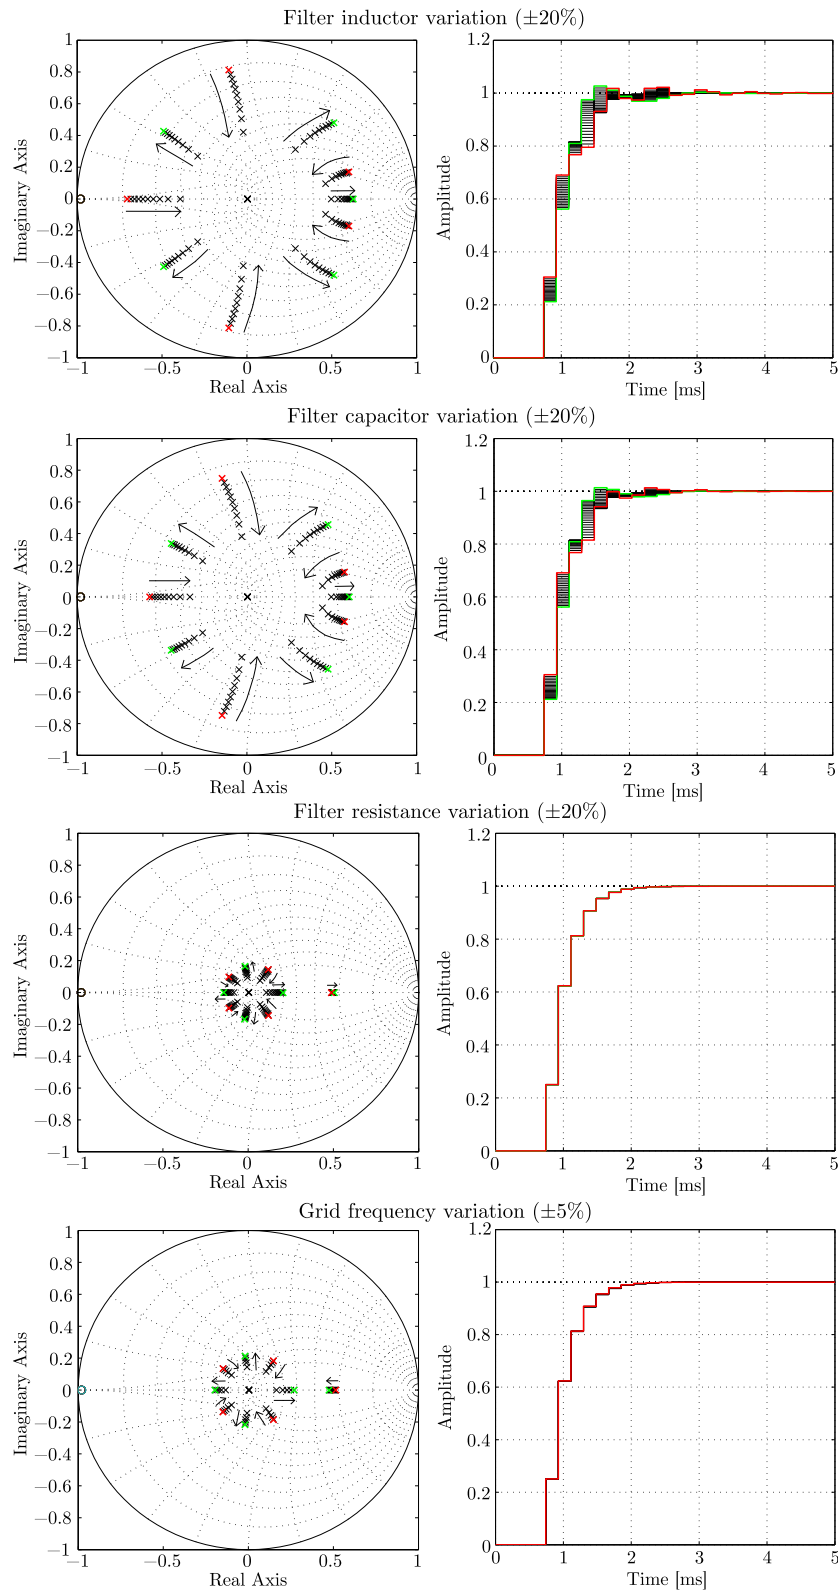 Filter inductor variation (±20%)
1
0.8
0.6
0.4
0.2
0
−0.2
−0.4
−0.6
−0.8
−1
Imaginary Axis
−1 −0.5 0 0.5 1
Real Axis
1.2
1
0.8
0.6
0.4
0.2
0
Amplitude
0 1 2 3 4 5
Time [ms]
Filter capacitor variation (±20%)
1
0.8
0.6
0.4
0.2
0
−0.2
−0.4
−0.6
−0.8
−1
Imaginary Axis
−1 −0.5 0 0.5 1
Real Axis
1.2
1
0.8
0.6
0.4
0.2
0
Amplitude
0 1 2 3 4 5
Time [ms]
Filter resistance variation (±20%)
1
0.8
0.6
0.4
0.2
0
−0.2
−0.4
−0.6
−0.8
−1
Imaginary Axis
−1 −0.5 0 0.5 1
Real Axis
1.2
1
0.8
0.6
0.4
0.2
0
Amplitude
0 1 2 3 4 5
Time [ms]
Grid frequency variation (±5%)
1
0.8
0.6
0.4
0.2
0
−0.2
−0.4
−0.6
−0.8
−1
Imaginary Axis
−1 −0.5 0 0.5 1
Real Axis
1.2
1
0.8
0.6
0.4
0.2
0
Amplitude
0 1 2 3 4 5
Time [ms]